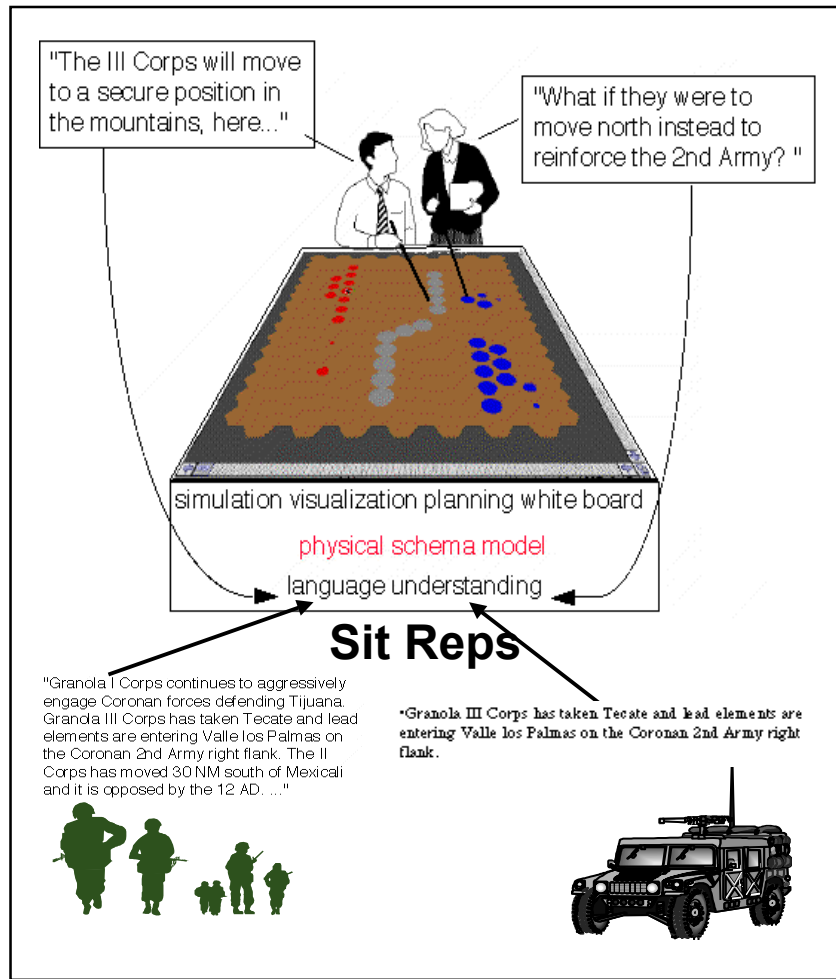 "The III Corps will move
to a secure position in
the mountains, here..."
"What if they were to
move north instead to
reinforce the 2nd Army? "
simulation visualization planning white board
physical schema model
language understanding
Sit Reps
"Granola I Corps continues to aggressively
engage Coronan forces defending Tijuana.
Granola III Corps has taken Tecate and lead
elements are entering Valle los Palmas on
the Coronan 2nd Army right flank. The II
Corps has moved 30 NM south of Mexicali
and it is opposed by the 12 AD. ..."
•Granola III Corps has taken Tecate and lead elements are
entering Valle los Palmas on the Coronan 2nd Army right
flank.